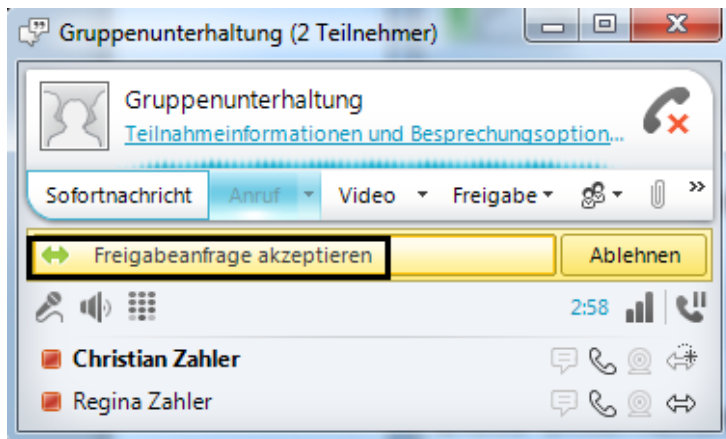 Gruppenunterhaltung (2 Teilnehmer)
Gruppenunterhaltung
Teilnahmeinformationen und Besprechungsoption...
Sofortnachricht Anruf Video Freigabe
Freigabeanfrage akzeptieren Ablehnen
2:58
Christian Zahler
Regina Zahler